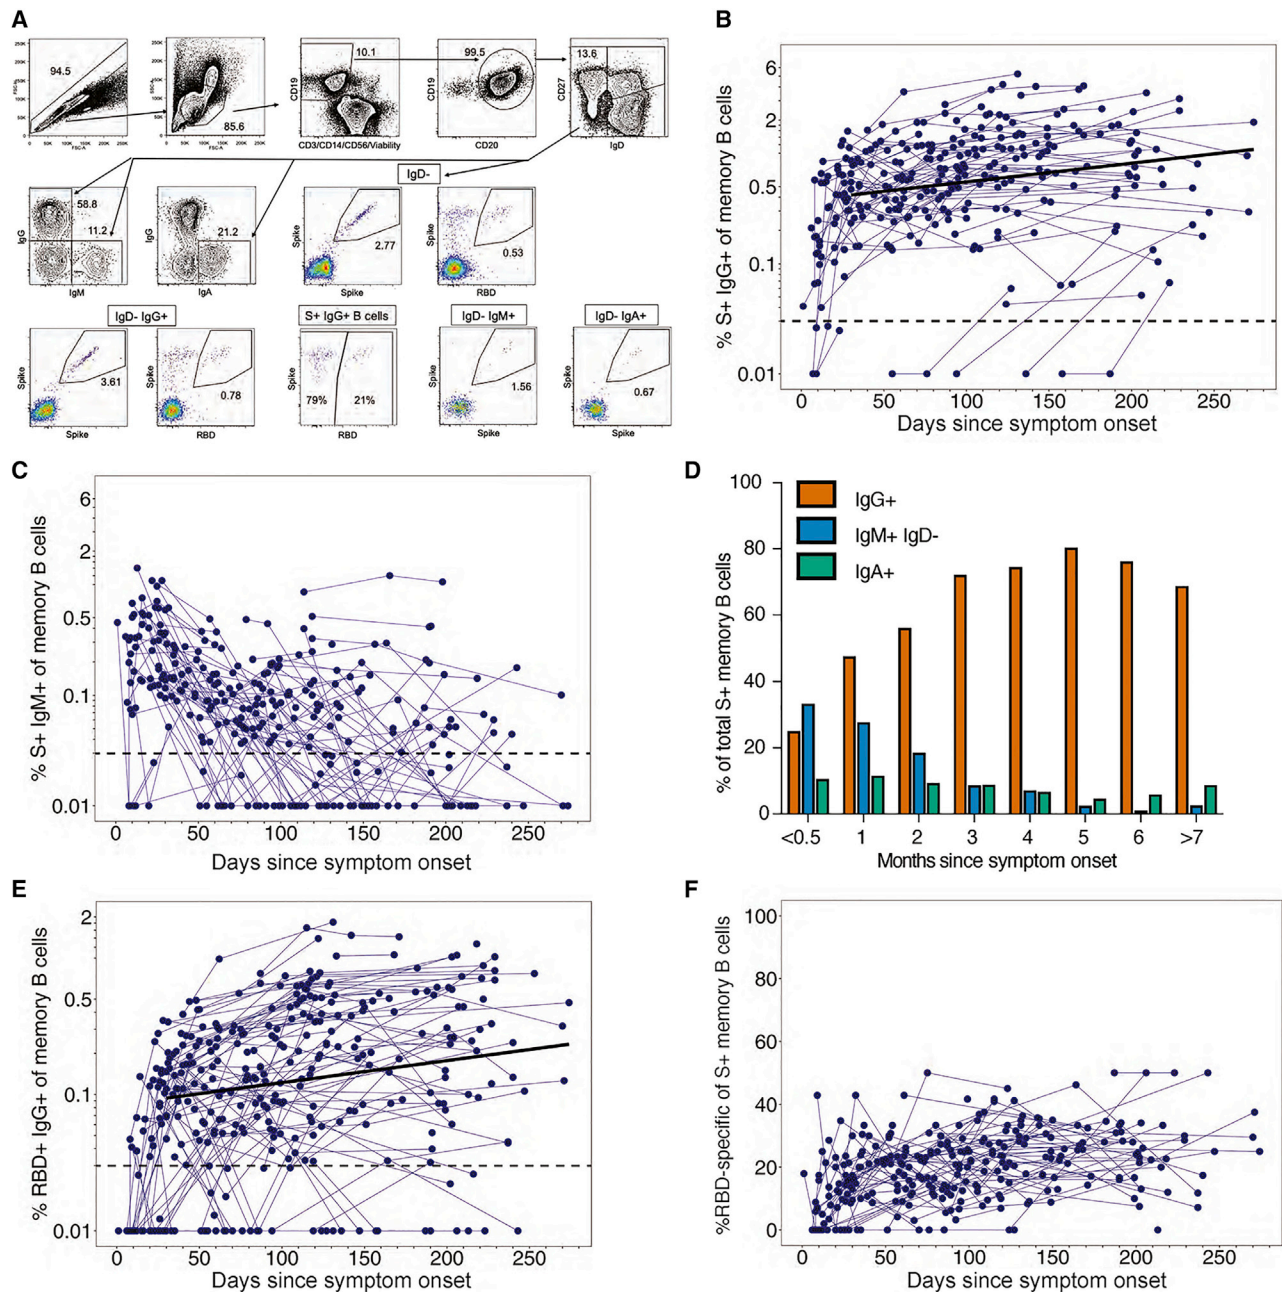 A
94.5
85.6
10.1
99.5
13.6
FSC-A
FSC-A
CD19
CD3/CD14/CD56/Viability
CD19
CD20
CD27
IgD
IgD-
58.8
11.2
IgG
IgM
21.2
IgG
IgA
Spike
2.77
Spike
Spike
0.53
RBD
IgD- IgG+
S+ IgG+ B cells
IgD- IgM+
IgD- IgA+
Spike
3.61
Spike
Spike
0.78
RBD
Spike
79%
21%
RBD
Spike
1.56
Spike
Spike
0.67
Spike
B
% S+ IgG+ of memory B cells
6
2
0.5
0.1
0.01
0 50 100 150 200 250
Days since symptom onset
C
% S+ IgM+ of memory B cells
6
2
0.5
0.1
0.01
0 50 100 150 200 250
Days since symptom onset
D
% of total S+ memory B cells
100
80
60
40
20
0
IgG+
IgM+ IgD-
IgA+
<0.5 1 2 3 4 5 6 >7
Months since symptom onset
E
% RBD+ IgG+ of memory B cells
2
0.5
0.1
0.01
0 50 100 150 200 250
Days since symptom onset
F
%RBD-specific of S+ memory B cells
100
80
60
40
20
0
0 50 100 150 200 250
Days since symptom onset